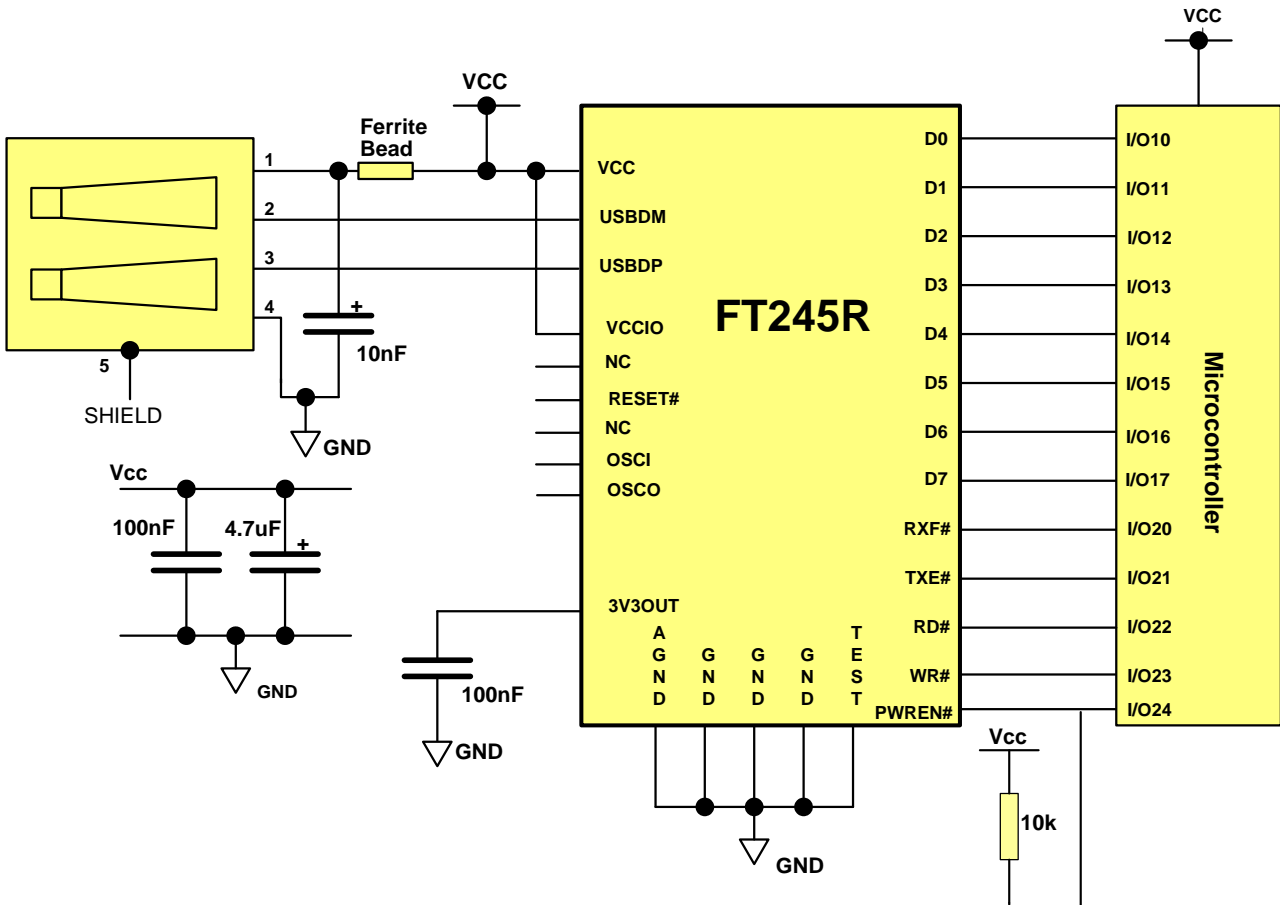 VCC
VCC
Ferrite
Bead
1
2
3
4
5
SHIELD
+
10nF
GND
Vcc
100nF
4.7uF
+
GND
VCC
USBDM
USBDP
VCCIO
NC
RESET#
NC
OSCI
OSCO
3V3OUT
100nF
GND
FT245R
AGND
GND
GND
GND
TEST
GND
D0
D1
D2
D3
D4
D5
D6
D7
RXF#
TXE#
RD#
WR#
PWREN#
I/O10
I/O11
I/O12
I/O13
I/O14
I/O15
I/O16
I/O17
I/O20
I/O21
I/O22
I/O23
I/O24
Microcontroller
Vcc
10k